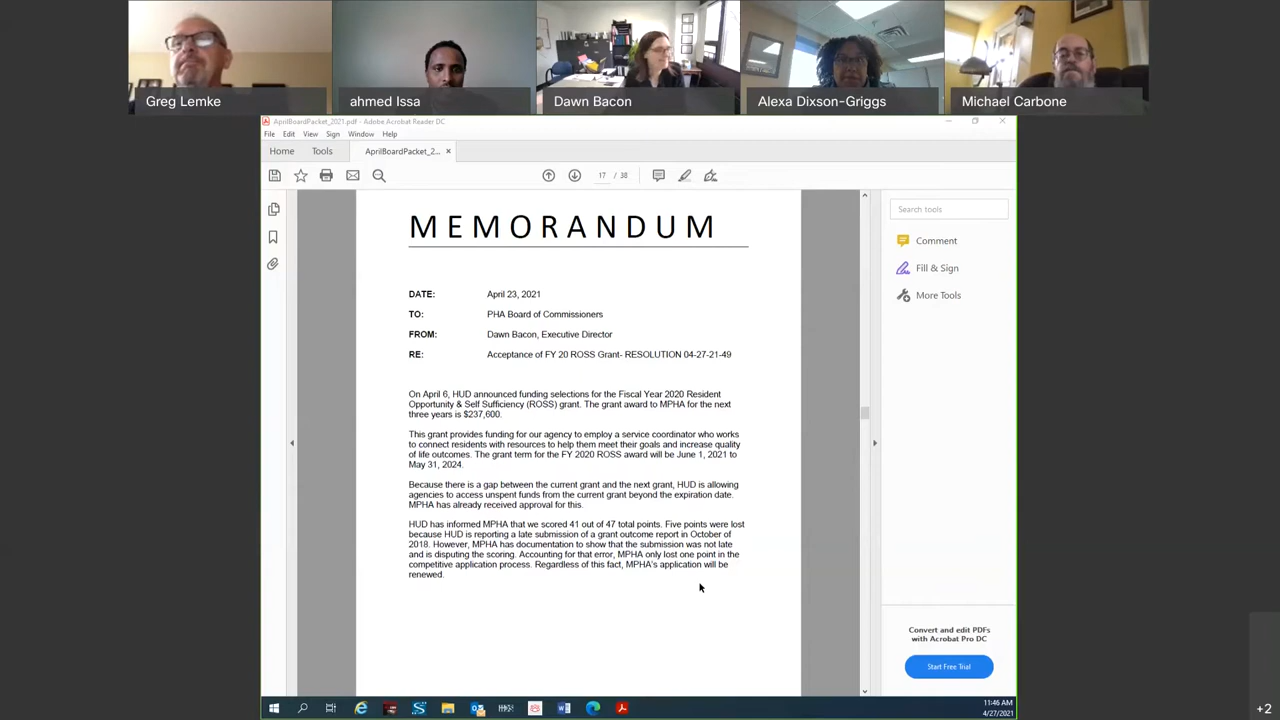 Greg Lemke
ahmed Issa
Dawn Bacon
Alexa Dixson-Griggs
Michael Carbone
AprilBoardPacket_2021.pdf - Adobe Acrobat Reader DC
File Edit View Sign Window Help
Home Tools AprilBoardPacket_2... ×
17 / 38
Search tools
Comment
Fill & Sign
More Tools
MEMORANDUM
DATE: April 23, 2021
TO: PHA Board of Commissioners
FROM: Dawn Bacon, Executive Director
RE: Acceptance of FY 20 ROSS Grant- RESOLUTION 04-27-21-49
On April 6, HUD announced funding selections for the Fiscal Year 2020 Resident
Opportunity & Self Sufficiency (ROSS) grant. The grant award to MPHA for the next
three years is $237,600.
This grant provides funding for our agency to employ a service coordinator who works
to connect residents with resources to help them meet their goals and increase quality
of life outcomes. The grant term for the FY 2020 ROSS award will be June 1, 2021 to
May 31, 2024.
Because there is a gap between the current grant and the next grant, HUD is allowing
agencies to access unspent funds from the current grant beyond the expiration date.
MPHA has already received approval for this.
HUD has informed MPHA that we scored 41 out of 47 total points. Five points were lost
because HUD is reporting a late submission of a grant outcome report in October of
2018. However, MPHA has documentation to show that the submission was not late
and is disputing the scoring. Accounting for that error, MPHA only lost one point in the
competitive application process. Regardless of this fact, MPHA's application will be
renewed.
Convert and edit PDFs
with Acrobat Pro DC
Start Free Trial
11:46 AM
4/27/2021
+2